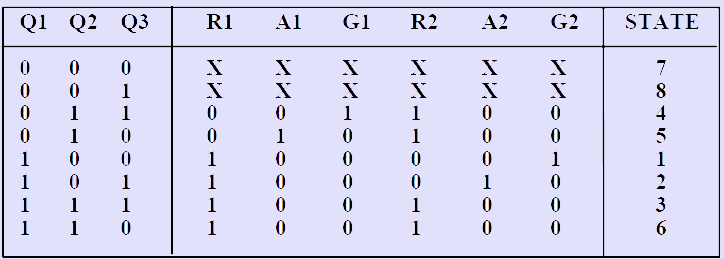 Q1 Q2 Q3 R1 A1 G1 R2 A2 G2 STATE
0 0 0 X X X X X X 7
0 0 1 X X X X X X 8
0 1 1 0 0 1 1 0 0 4
0 1 0 0 1 0 1 0 0 5
1 0 0 1 0 0 0 0 1 1
1 0 1 1 0 0 0 1 0 2
1 1 1 1 0 0 1 0 0 3
1 1 0 1 0 0 1 0 0 6